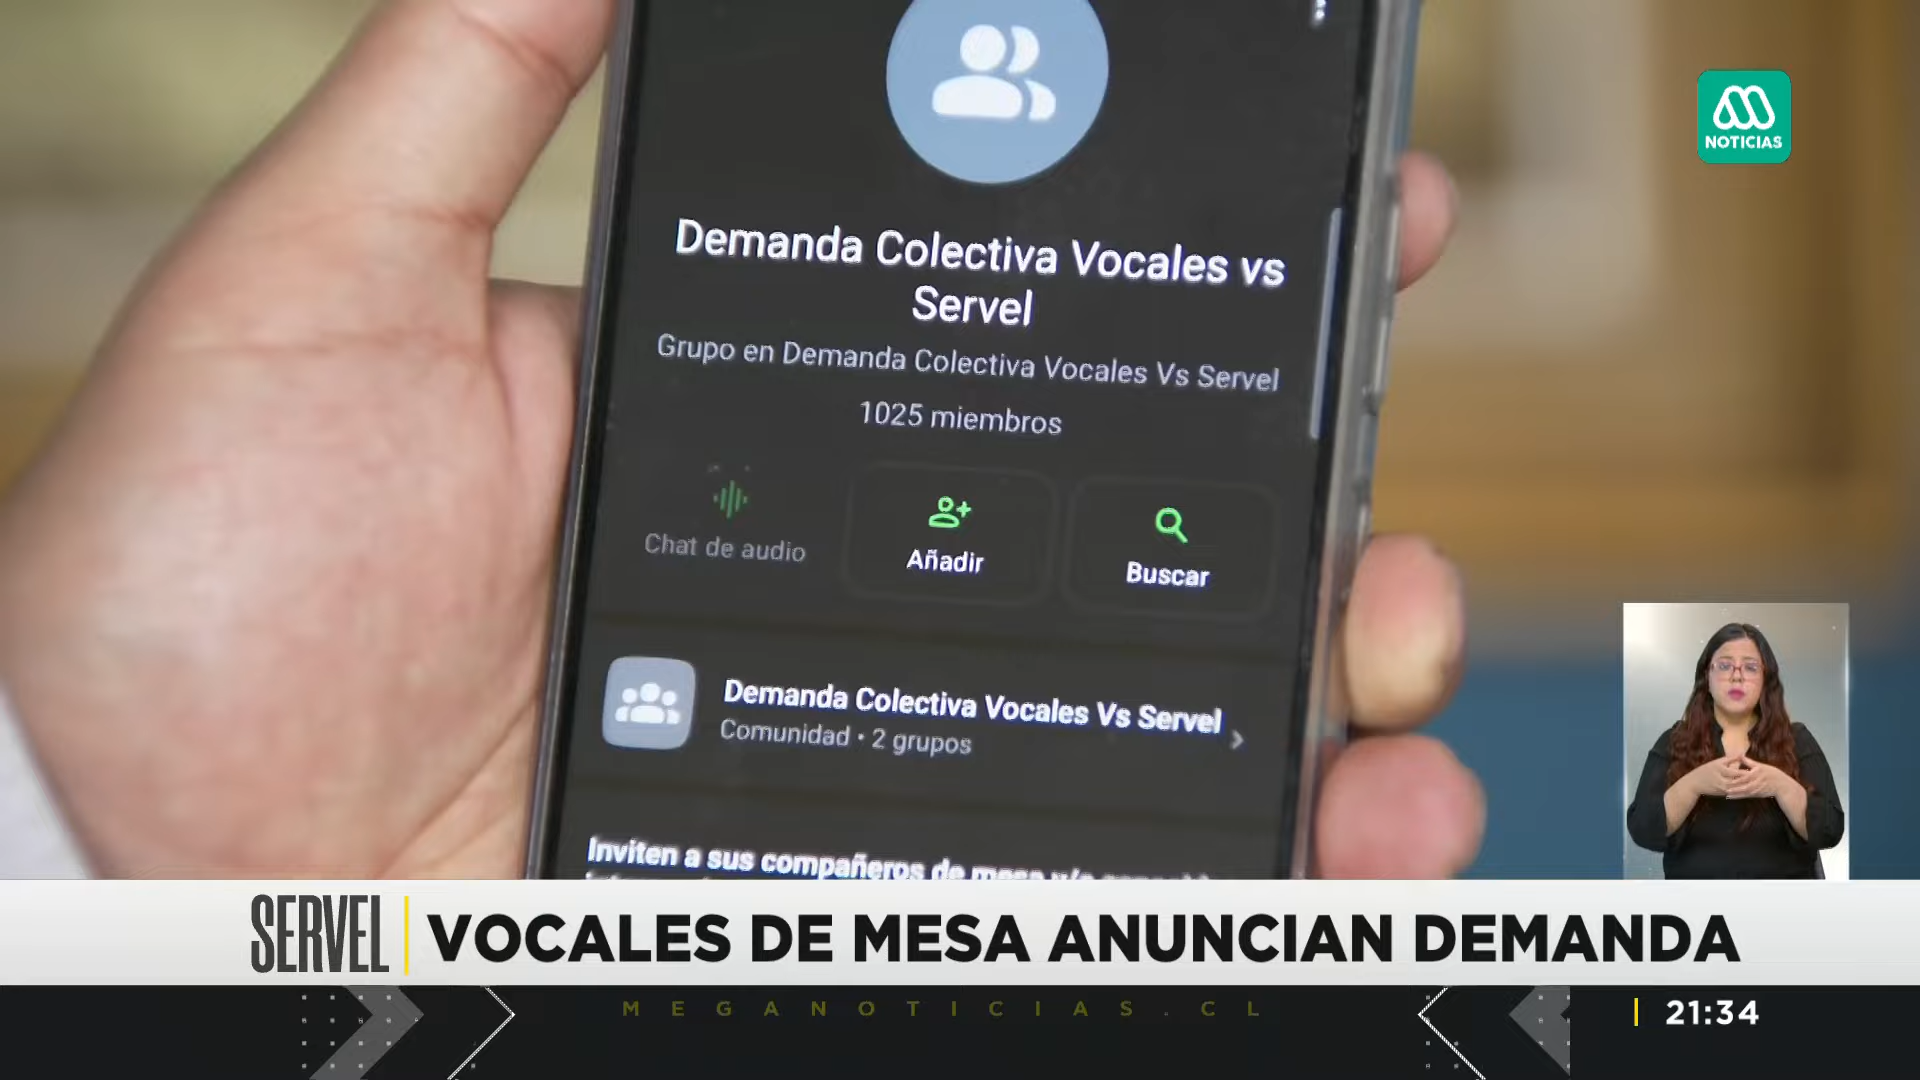 NOTICIAS
Demanda Colectiva Vocales vs
Servel
Grupo en Demanda Colectiva Vocales Vs Servel
1025 miembros
Chat de audio
Añadir
Buscar
Demanda Colectiva Vocales Vs Servel
Comunidad • 2 grupos
Inviten a sus compañeros de mesa y/o
SERVEL
VOCALES DE MESA ANUNCIAN DEMANDA
MEGANOTICIAS.CL
21:34